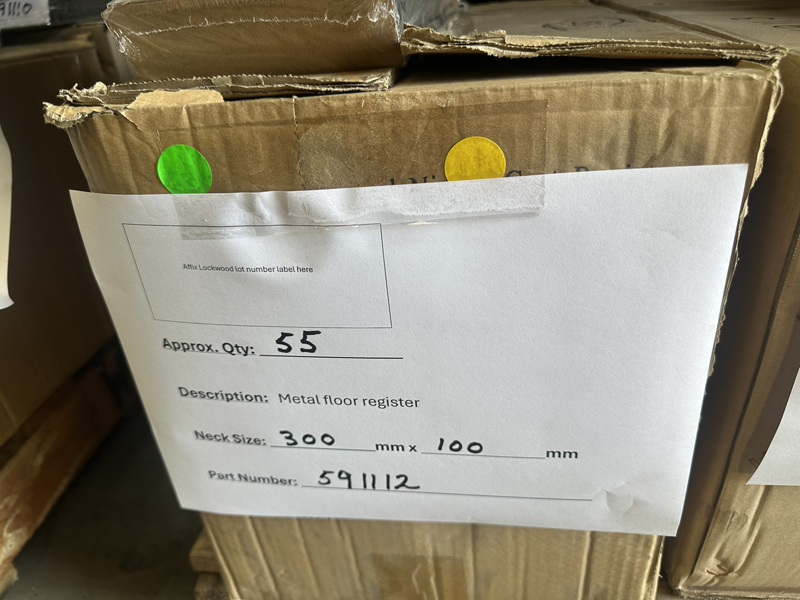 91110
Affix Lockwood lot number label here
Approx. Qty: 55
Description: Metal floor register
Neck Size: 300 mm x 100 mm
Part Number: 591112